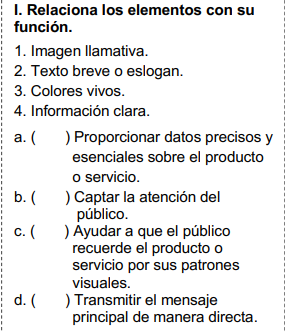 I. Relaciona los elementos con su
función.
1. Imagen llamativa.
2. Texto breve o eslogan.
3. Colores vivos.
4. Información clara.
a. ( ) Proporcionar datos precisos y
esenciales sobre el producto
o servicio.
b. ( ) Captar la atención del
público.
c. ( ) Ayudar a que el público
recuerde el producto o
servicio por sus patrones
visuales.
d. ( ) Transmitir el mensaje
principal de manera directa.